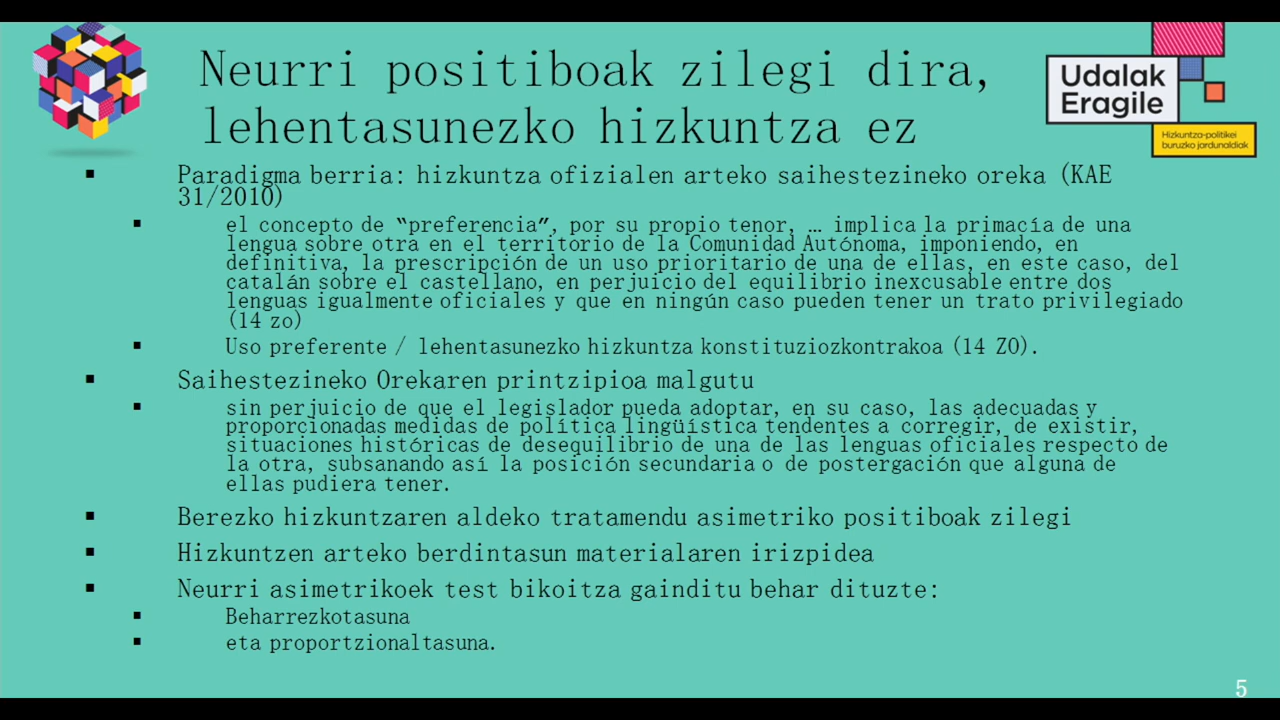 Neurri positiboak zilegi dira,
lehentasunezko hizkuntza ez
Udalak
Eragile
Hizkuntza-politikei
buruzko jardunaldiak
▪ Paradigma berria: hizkuntza ofizialen arteko saihestezineko oreka (KAE
31/2010)
▪ el concepto de “preferencia”, por su propio tenor, … implica la primacía de una
lengua sobre otra en el territorio de la Comunidad Autónoma, imponiendo, en
definitiva, la prescripción de un uso prioritario de una de ellas, en este caso, del
catalán sobre el castellano, en perjuicio del equilibrio inexcusable entre dos
lenguas igualmente oficiales y que en ningún caso pueden tener un trato privilegiado
(14 zo)
▪ Uso preferente / lehentasunezko hizkuntza konstituziozkontrakoa (14 ZO).
▪ Saihestezineko Orekaren printzipioa malgutu
▪ sin perjuicio de que el legislador pueda adoptar, en su caso, las adecuadas y
proporcionadas medidas de política lingüística tendentes a corregir, de existir,
situaciones históricas de desequilibrio de una de las lenguas oficiales respecto de
la otra, subsanando así la posición secundaria o de postergación que alguna de
ellas pudiera tener.
▪ Berezko hizkuntzaren aldeko tratamendu asimetriko positiboak zilegi
▪ Hizkuntzen arteko berdintasun materialaren irizpidea
▪ Neurri asimetrikoek test bikoitza gainditu behar dituzte:
▪ Beharrezkotasuna
▪ eta proportzionaltasuna.
5